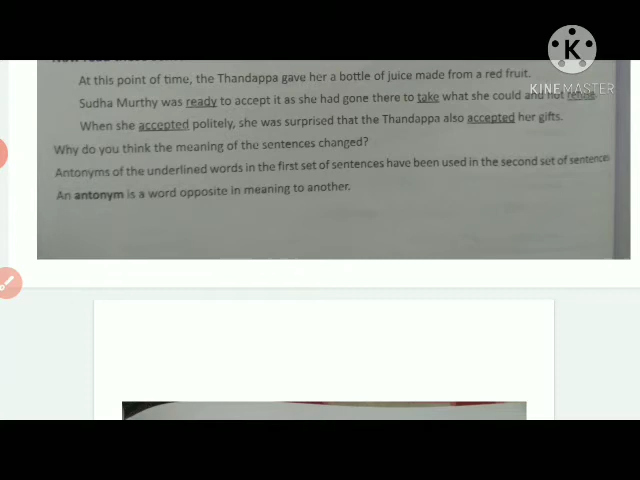 At this point of time, the Thandappa gave her a bottle of juice made from a red fruit.
Sudha Murthy was ready to accept it as she had gone there to take what she could and not refuse.
When she accepted politely, she was surprised that the Thandappa also accepted her gifts.
Why do you think the meaning of the sentences changed?
Antonyms of the underlined words in the first set of sentences have been used in the second set of sentences
An antonym is a word opposite in meaning to another.
K
KINEMASTER